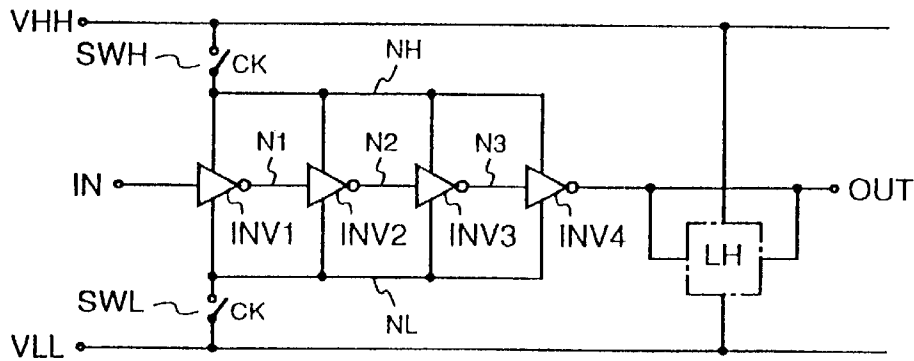 VHH
SWH
CK
NH
N1
N2
N3
IN
OUT
INV1
INV2
INV3
INV4
LH
SWL
CK
NL
VLL